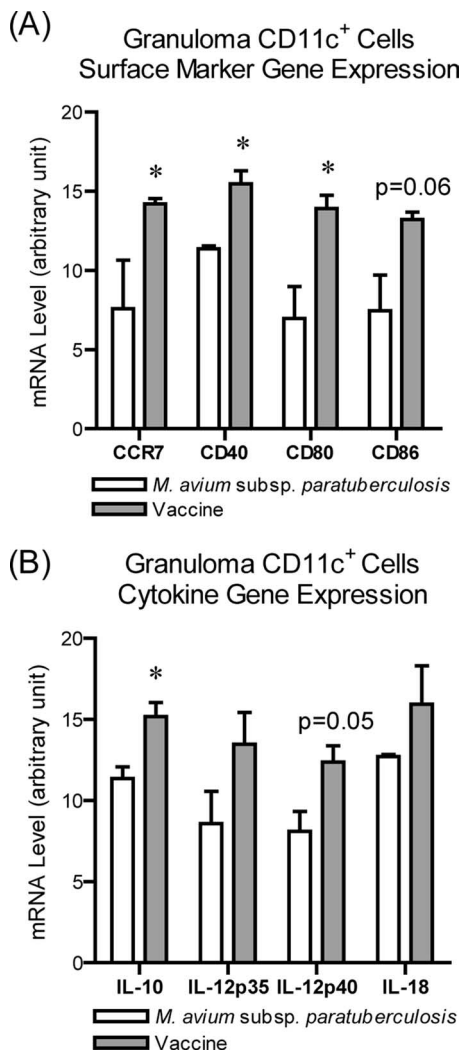 (A)
Granuloma CD11c⁺ Cells
Surface Marker Gene Expression
mRNA Level (arbitrary unit)
20
15
10
5
0
*
*
*
p=0.06
CCR7 CD40 CD80 CD86
M. avium subsp. paratuberculosis
Vaccine
(B)
Granuloma CD11c⁺ Cells
Cytokine Gene Expression
mRNA Level (arbitrary unit)
20
15
10
5
0
*
p=0.05
IL-10 IL-12p35 IL-12p40 IL-18
M. avium subsp. paratuberculosis
Vaccine